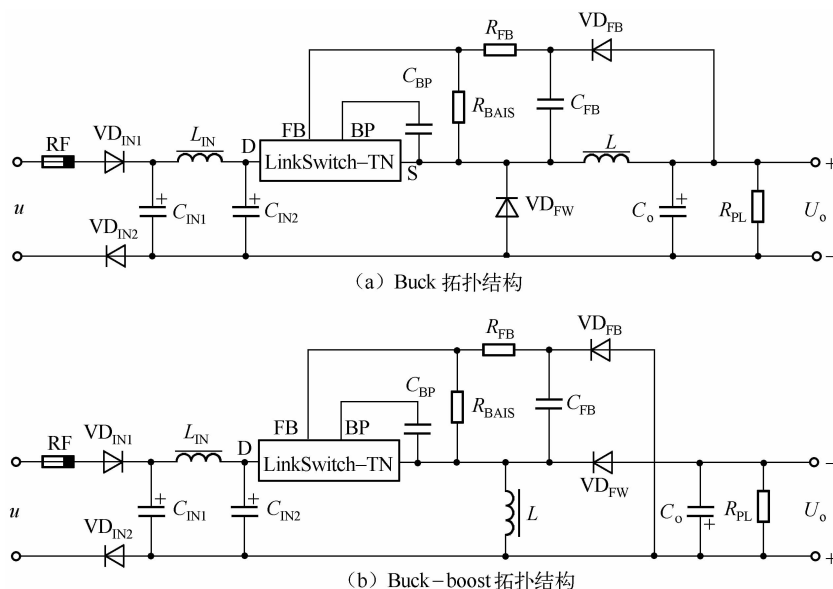 R_FB VD_FB
C_BP
R_BAIS C_FB
FB BP
RF VD_IN1 L_IN D LinkSwitch-TN S L +
u C_IN1 C_IN2 VD_FW C_o R_PL U_o
VD_IN2 −
（a）Buck 拓扑结构
R_FB VD_FB
C_BP
R_BAIS C_FB
FB BP
RF VD_IN1 L_IN D LinkSwitch-TN VD_FW −
u C_IN1 C_IN2 L C_o R_PL U_o
VD_IN2 +
（b）Buck-boost 拓扑结构